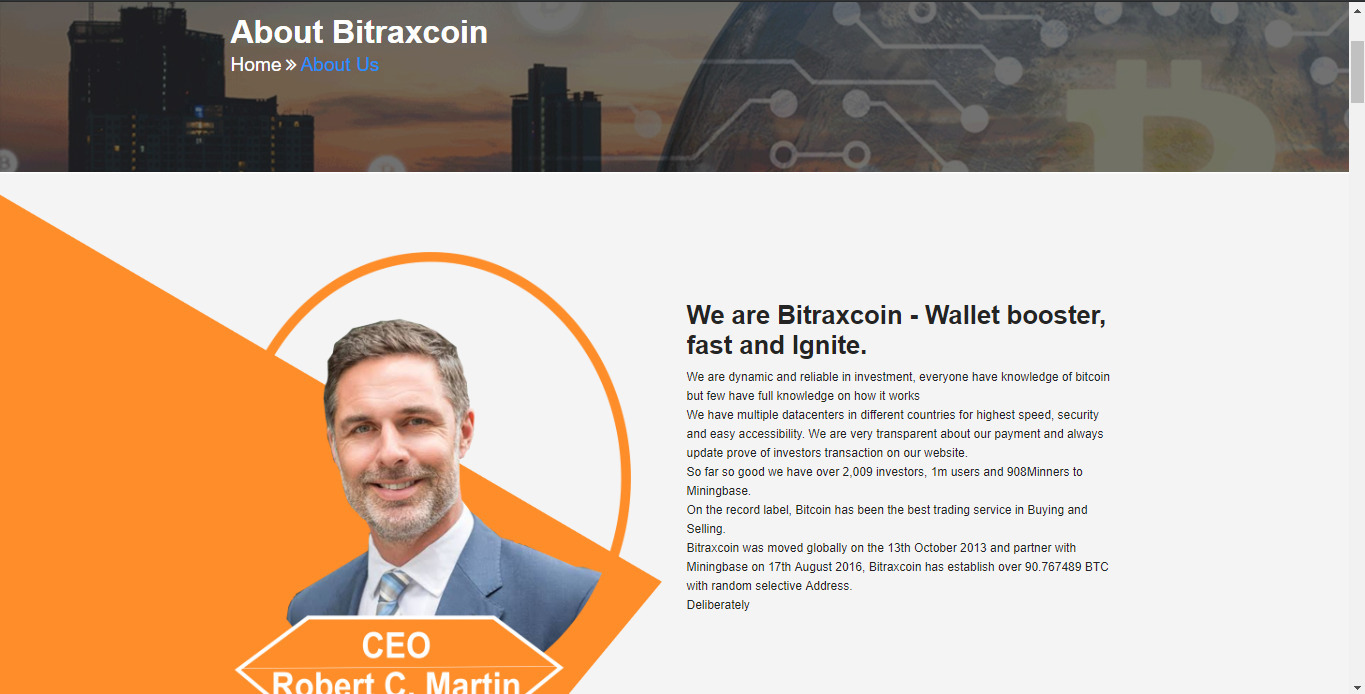 About Bitraxcoin
Home » About Us
We are Bitraxcoin - Wallet booster,
fast and Ignite.
We are dynamic and reliable in investment, everyone have knowledge of bitcoin
but few have full knowledge on how it works
We have multiple datacenters in different countries for highest speed, security
and easy accessibility. We are very transparent about our payment and always
update prove of investors transaction on our website.
So far so good we have over 2,009 investors, 1m users and 908Minners to
Miningbase.
On the record label, Bitcoin has been the best trading service in Buying and
Selling.
Bitraxcoin was moved globally on the 13th October 2013 and partner with
Miningbase on 17th August 2016, Bitraxcoin has establish over 90.767489 BTC
with random selective Address.
Deliberately
CEO
Robert C. Martin